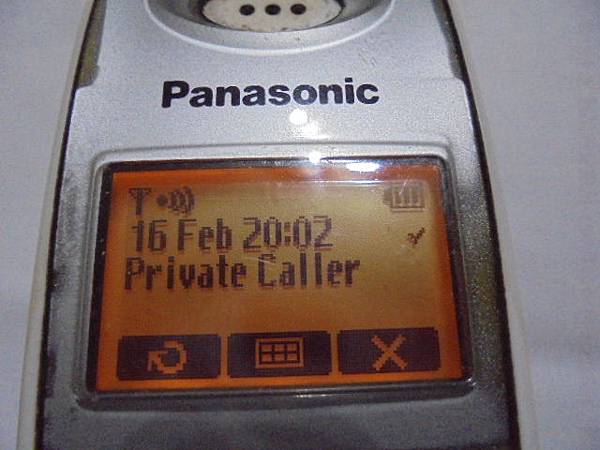 Panasonic
16 Feb 20:02
Private Caller